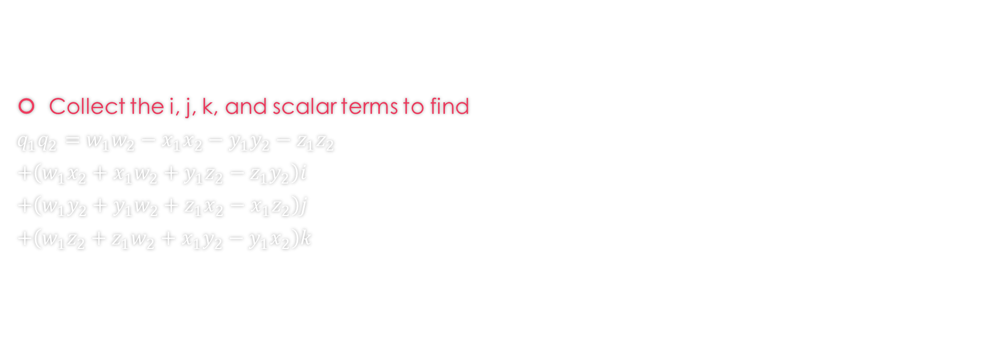 Collect the i, j, k, and scalar terms to find
q₁q₂ = w₁w₂ − x₁x₂ − y₁y₂ − z₁z₂
+(w₁x₂ + x₁w₂ + y₁z₂ − z₁y₂)i
+(w₁y₂ + y₁w₂ + z₁x₂ − x₁z₂)j
+(w₁z₂ + z₁w₂ + x₁y₂ − y₁x₂)k